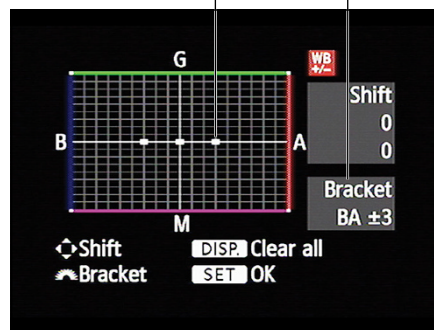 G
WB
+/-
Shift
0
0
B
A
Bracket
BA ±3
M
Shift
DISP. Clear all
Bracket
SET OK